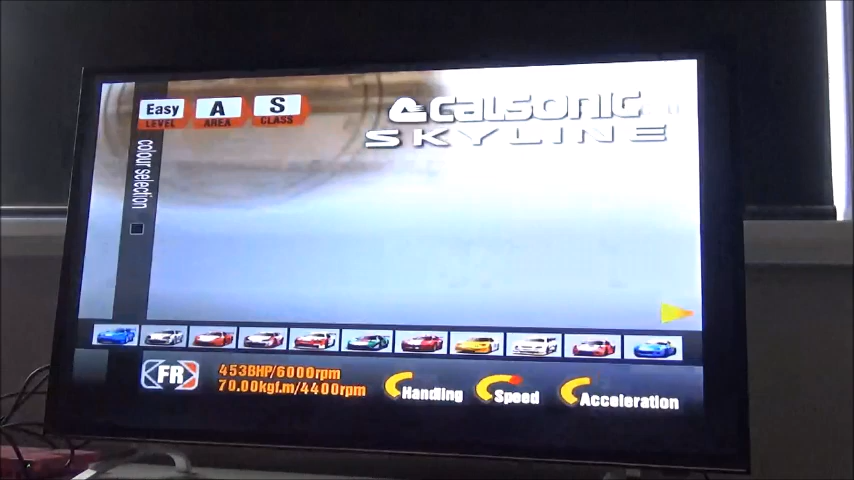 CALSONIC
SKYLINE
Easy
LEVEL
A
AREA
S
CLASS
colour selection
FR
453BHP/6000rpm
70.00kgf.m/4400rpm
Handling
Speed
Acceleration